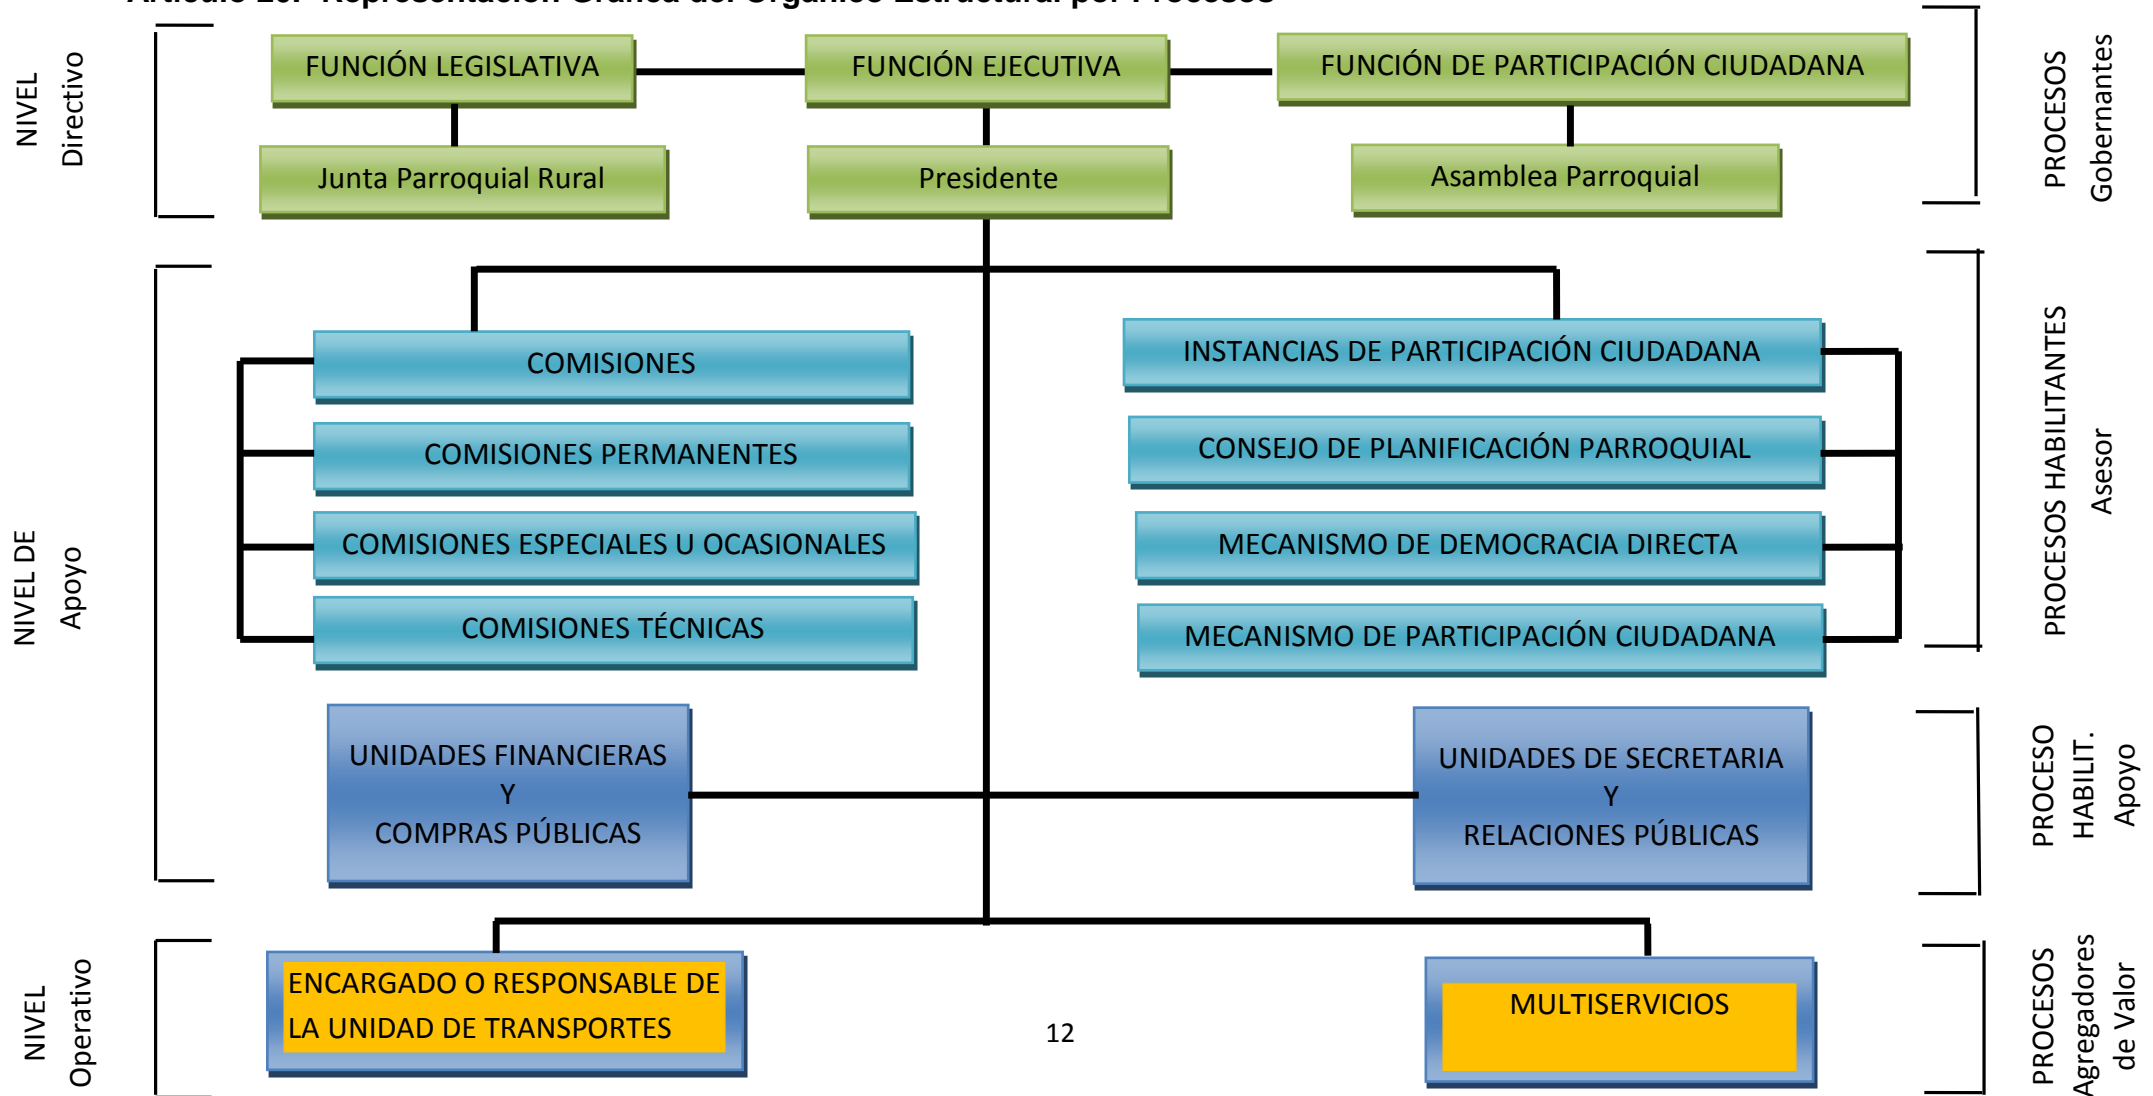 NIVEL
Directivo
FUNCIÓN LEGISLATIVA
FUNCIÓN EJECUTIVA
FUNCIÓN DE PARTICIPACIÓN CIUDADANA
Junta Parroquial Rural
Presidente
Asamblea Parroquial
PROCESOS
Gobernantes
NIVEL DE
Apoyo
COMISIONES
COMISIONES PERMANENTES
COMISIONES ESPECIALES U OCASIONALES
COMISIONES TÉCNICAS
INSTANCIAS DE PARTICIPACIÓN CIUDADANA
CONSEJO DE PLANIFICACIÓN PARROQUIAL
MECANISMO DE DEMOCRACIA DIRECTA
MECANISMO DE PARTICIPACIÓN CIUDADANA
PROCESOS HABILITANTES
Asesor
UNIDADES FINANCIERAS
Y
COMPRAS PÚBLICAS
UNIDADES DE SECRETARIA
Y
RELACIONES PÚBLICAS
PROCESO
HABILIT.
Apoyo
NIVEL
Operativo
ENCARGADO O RESPONSABLE DE
LA UNIDAD DE TRANSPORTES
12
MULTISERVICIOS
PROCESOS
Agregadores
de Valor